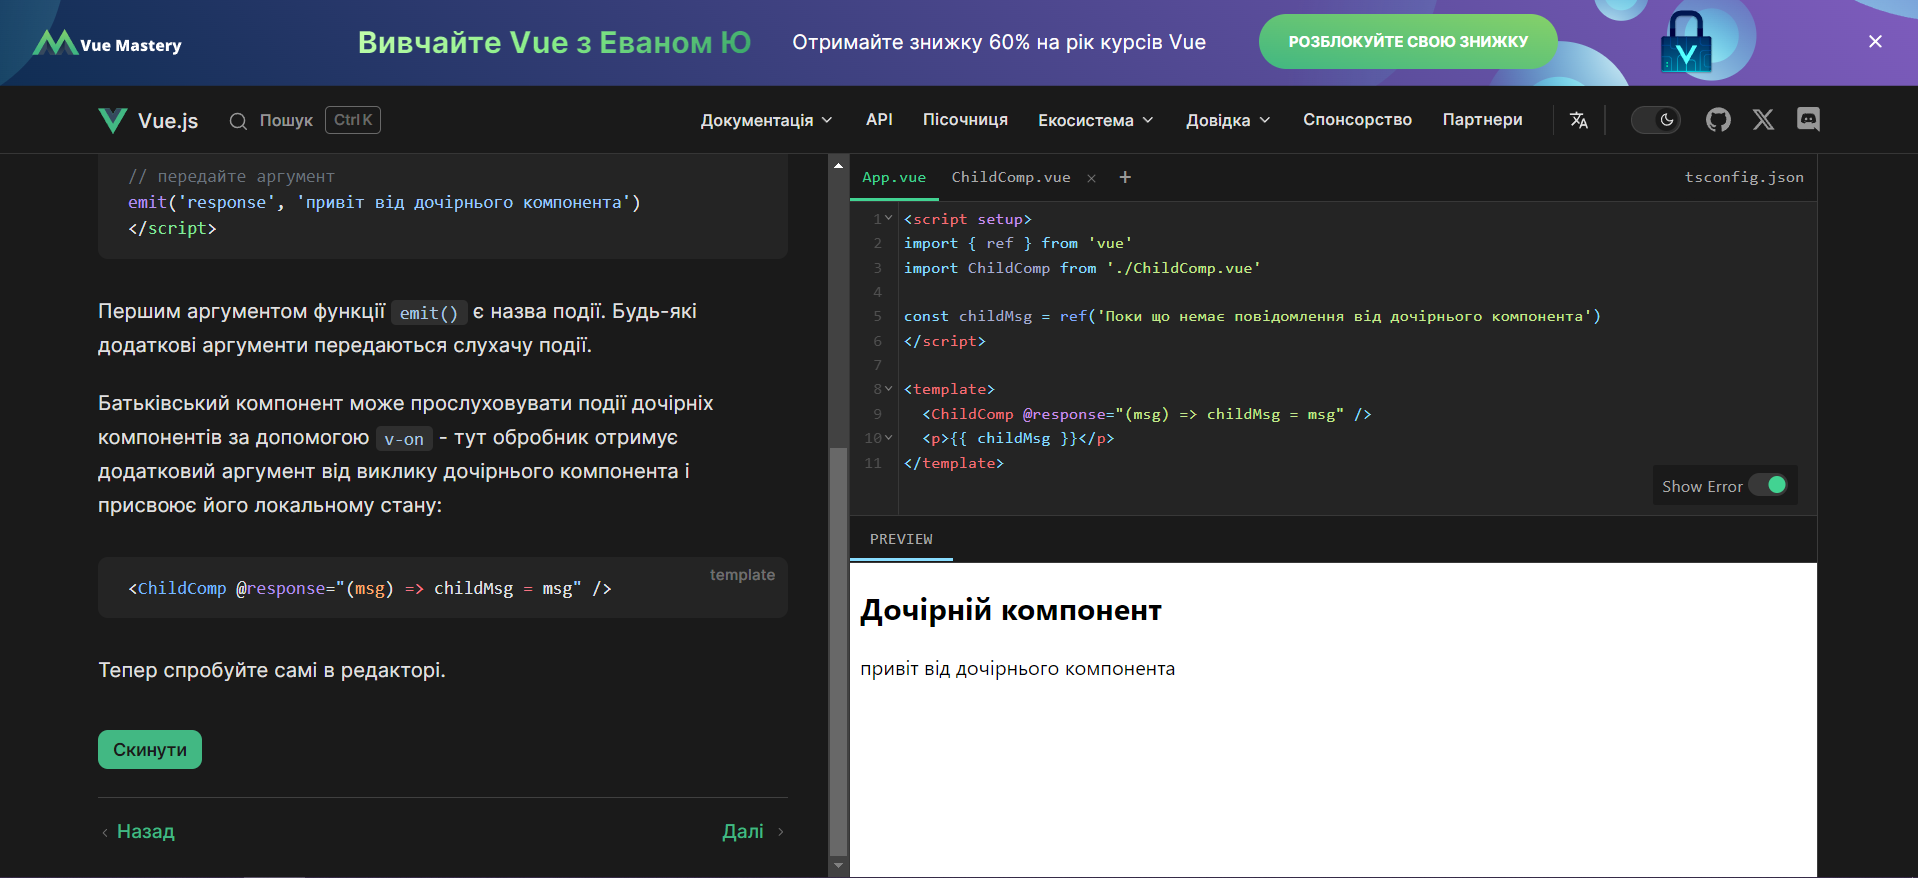 Vue Mastery
Вивчайте Vue з Еваном Ю
Отримайте знижку 60% на рік курсів Vue
РОЗБЛОКУЙТЕ СВОЮ ЗНИЖКУ
Vue.js
Пошук
Ctrl K
Документація
API
Пісочниця
Екосистема
Довідка
Спонсорство
Партнери
// передайте аргумент
emit('response', 'привіт від дочірнього компонента')
</script>
Першим аргументом функції emit() є назва події. Будь-які
додаткові аргументи передаються слухачу події.
Батьківський компонент може прослуховувати події дочірніх
компонентів за допомогою v-on - тут обробник отримує
додатковий аргумент від виклику дочірнього компонента і
присвоює його локальному стану:
template
<ChildComp @response="(msg) => childMsg = msg" />
Тепер спробуйте самі в редакторі.
Скинути
Назад
Далі
App.vue
ChildComp.vue
tsconfig.json
1 <script setup>
2 import { ref } from 'vue'
3 import ChildComp from './ChildComp.vue'
4
5 const childMsg = ref('Поки що немає повідомлення від дочірнього компонента')
6 </script>
7
8 <template>
9 <ChildComp @response="(msg) => childMsg = msg" />
10 <p>{{ childMsg }}</p>
11 </template>
Show Error
PREVIEW
Дочірній компонент
привіт від дочірнього компонента